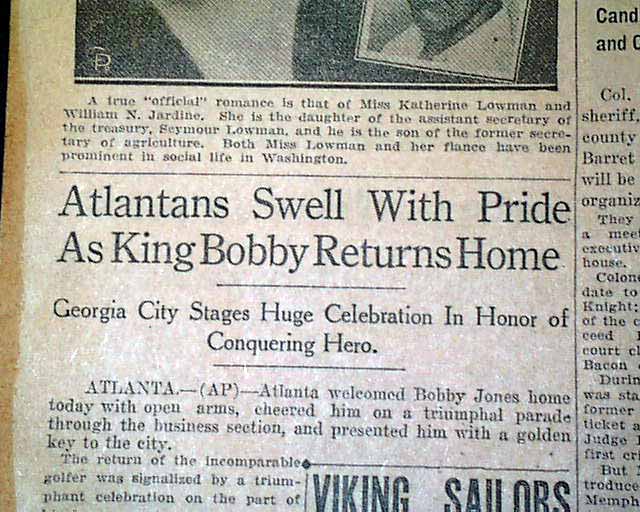 A true "official" romance is that of Miss Katherine Lowman and
William N. Jardine. She is the daughter of the assistant secretary of
the treasury, Seymour Lowman, and he is the son of the former secre-
tary of agriculture. Both Miss Lowman and her fiance have been
prominent in social life in Washington.
Atlantans Swell With Pride
As King Bobby Returns Home
Georgia City Stages Huge Celebration In Honor of
Conquering Hero.
ATLANTA.—(AP)—Atlanta welcomed Bobby Jones home
today with open arms, cheered him on a triumphal parade
through the business section, and presented him with a golden
key to the city.
The return of the incomparable
golfer was signalized by a trium-
phant celebration on the part of
VIKING SAILORS
Cand
and C
Col.
sheriff,
county
Barret
will be
organiz
They
a meet
executiv
house.
Colone
date to
Knight:
of the c
ceed
court cl
Bacon
Durin
was sta
former
ticket a
Judge
first cri
But
troduce
Memph